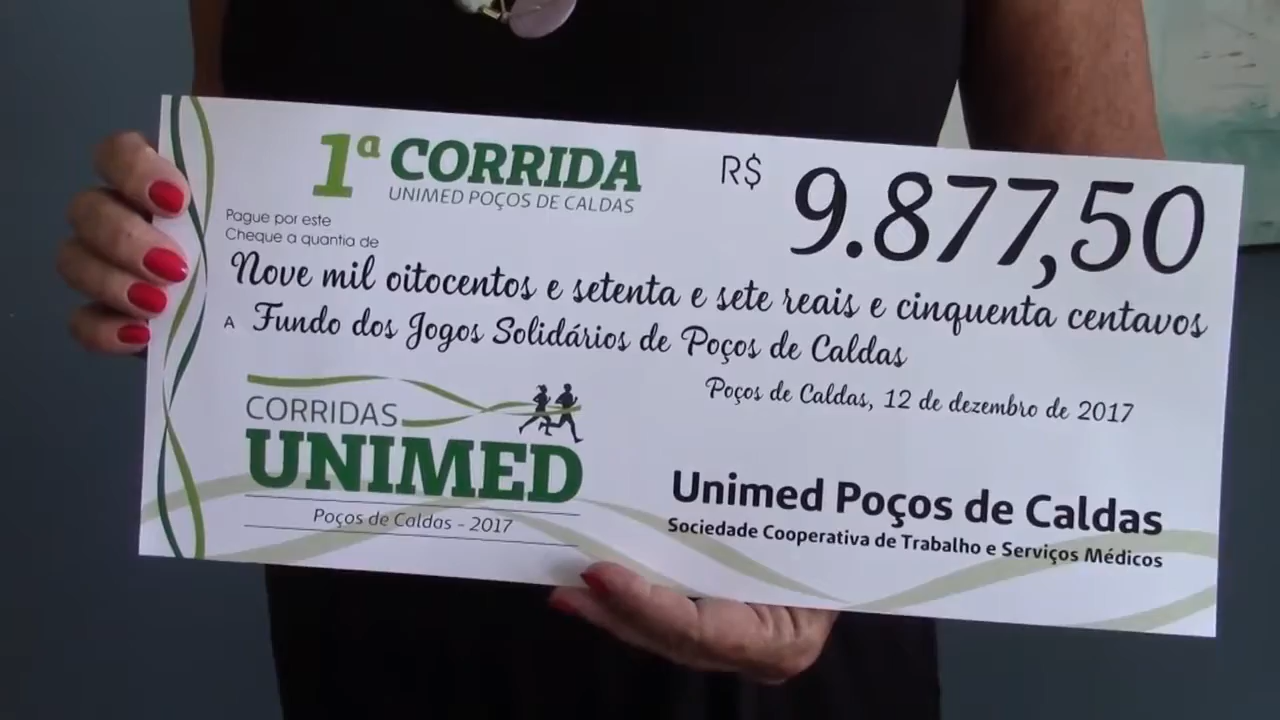 1ª CORRIDA
UNIMED POÇOS DE CALDAS
R$ 9.877,50
Pague por este
Cheque a quantia de
Nove mil oitocentos e setenta e sete reais e cinquenta centavos
A Fundo dos Jogos Solidários de Poços de Caldas
Poços de Caldas, 12 de dezembro de 2017
CORRIDAS
UNIMED
Poços de Caldas - 2017
Unimed Poços de Caldas
Sociedade Cooperativa de Trabalho e Serviços Médicos